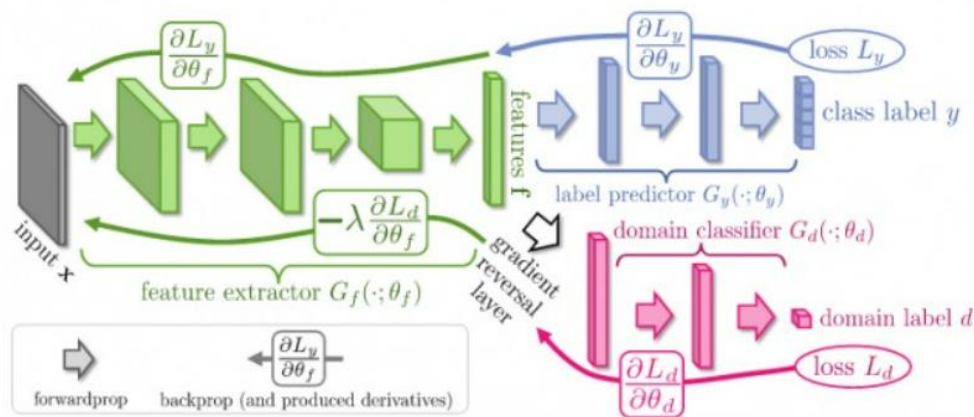 ∂L_y/∂θ_f
∂L_y/∂θ_y
loss L_y
features f
class label y
label predictor G_y(·; θ_y)
input x
−λ ∂L_d/∂θ_f
feature extractor G_f(·; θ_f)
gradient
reversal
layer
domain classifier G_d(·; θ_d)
domain label d
∂L_d/∂θ_d
loss L_d
∂L_y/∂θ_f
forwardprop
backprop (and produced derivatives)